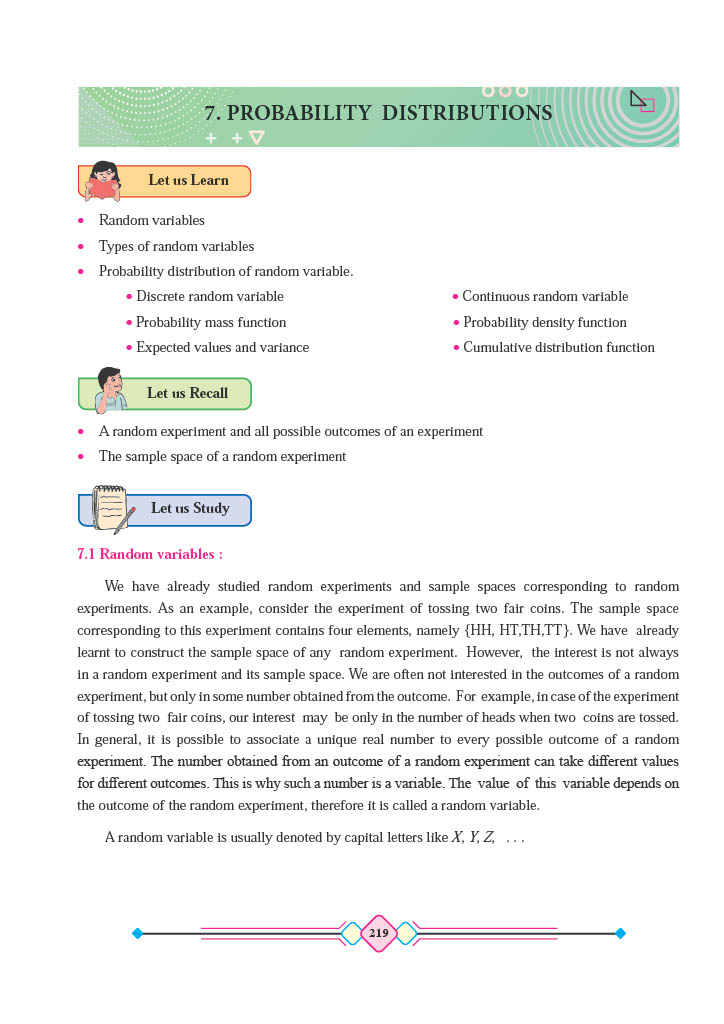 7. PROBABILITY DISTRIBUTIONS
Let us Learn
• Random variables
• Types of random variables
• Probability distribution of random variable.
• Discrete random variable • Continuous random variable
• Probability mass function • Probability density function
• Expected values and variance • Cumulative distribution function
Let us Recall
• A random experiment and all possible outcomes of an experiment
• The sample space of a random experiment
Let us Study
7.1 Random variables :
We have already studied random experiments and sample spaces corresponding to random
experiments. As an example, consider the experiment of tossing two fair coins. The sample space
corresponding to this experiment contains four elements, namely {HH, HT,TH,TT}. We have already
learnt to construct the sample space of any random experiment. However, the interest is not always
in a random experiment and its sample space. We are often not interested in the outcomes of a random
experiment, but only in some number obtained from the outcome. For example, in case of the experiment
of tossing two fair coins, our interest may be only in the number of heads when two coins are tossed.
In general, it is possible to associate a unique real number to every possible outcome of a random
experiment. The number obtained from an outcome of a random experiment can take different values
for different outcomes. This is why such a number is a variable. The value of this variable depends on
the outcome of the random experiment, therefore it is called a random variable.
A random variable is usually denoted by capital letters like X, Y, Z, . . .
219